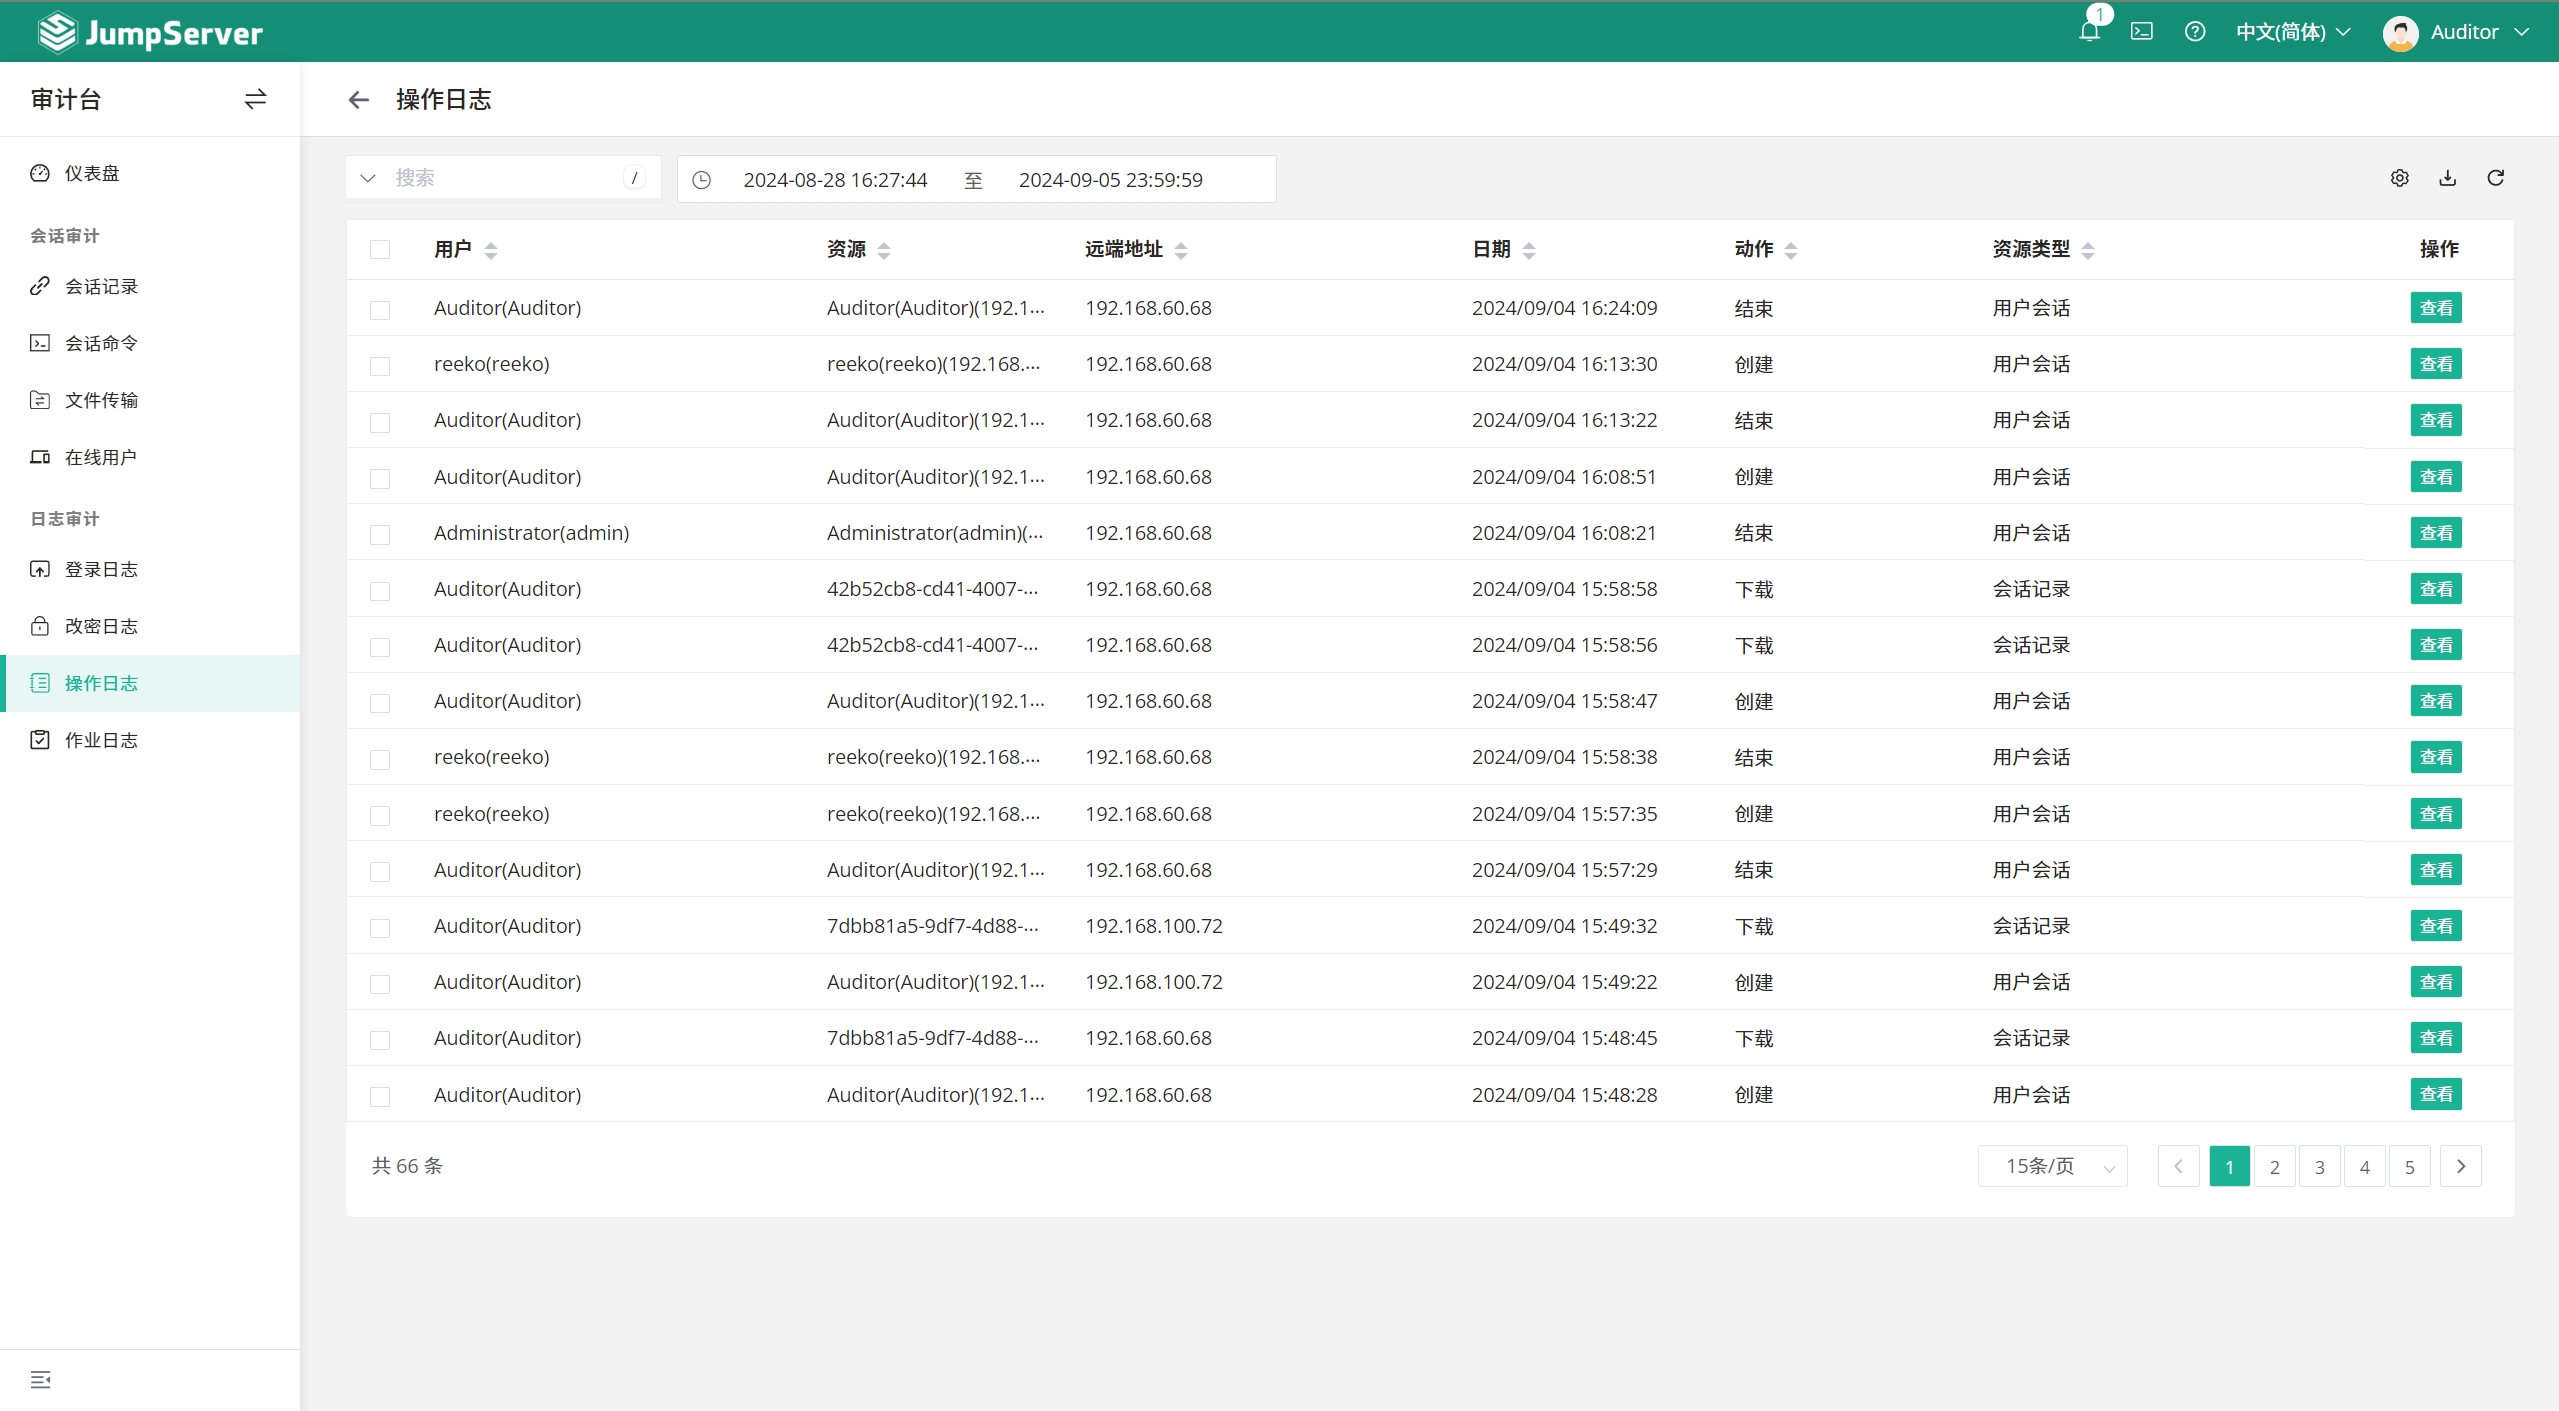 JumpServer
1
中文(简体)
Auditor
审计台
操作日志
仪表盘
会话审计
会话记录
会话命令
文件传输
在线用户
日志审计
登录日志
改密日志
操作日志
作业日志
搜索 /
2024-08-28 16:27:44 至 2024-09-05 23:59:59
用户 资源 远端地址 日期 动作 资源类型 操作
Auditor(Auditor) Auditor(Auditor)(192.1... 192.168.60.68 2024/09/04 16:24:09 结束 用户会话 查看
reeko(reeko) reeko(reeko)(192.168.... 192.168.60.68 2024/09/04 16:13:30 创建 用户会话 查看
Auditor(Auditor) Auditor(Auditor)(192.1... 192.168.60.68 2024/09/04 16:13:22 结束 用户会话 查看
Auditor(Auditor) Auditor(Auditor)(192.1... 192.168.60.68 2024/09/04 16:08:51 创建 用户会话 查看
Administrator(admin) Administrator(admin)(... 192.168.60.68 2024/09/04 16:08:21 结束 用户会话 查看
Auditor(Auditor) 42b52cb8-cd41-4007-... 192.168.60.68 2024/09/04 15:58:58 下载 会话记录 查看
Auditor(Auditor) 42b52cb8-cd41-4007-... 192.168.60.68 2024/09/04 15:58:56 下载 会话记录 查看
Auditor(Auditor) Auditor(Auditor)(192.1... 192.168.60.68 2024/09/04 15:58:47 创建 用户会话 查看
reeko(reeko) reeko(reeko)(192.168.... 192.168.60.68 2024/09/04 15:58:38 结束 用户会话 查看
reeko(reeko) reeko(reeko)(192.168.... 192.168.60.68 2024/09/04 15:57:35 创建 用户会话 查看
Auditor(Auditor) Auditor(Auditor)(192.1... 192.168.60.68 2024/09/04 15:57:29 结束 用户会话 查看
Auditor(Auditor) 7dbb81a5-9df7-4d88-... 192.168.100.72 2024/09/04 15:49:32 下载 会话记录 查看
Auditor(Auditor) Auditor(Auditor)(192.1... 192.168.100.72 2024/09/04 15:49:22 创建 用户会话 查看
Auditor(Auditor) 7dbb81a5-9df7-4d88-... 192.168.60.68 2024/09/04 15:48:45 下载 会话记录 查看
Auditor(Auditor) Auditor(Auditor)(192.1... 192.168.60.68 2024/09/04 15:48:28 创建 用户会话 查看
共 66 条 15条/页 1 2 3 4 5